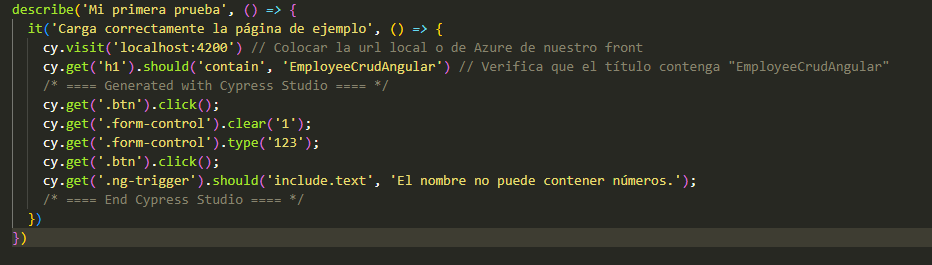 describe('Mi primera prueba', () => {
  it('Carga correctamente la página de ejemplo', () => {
    cy.visit('localhost:4200') // Colocar la url local o de Azure de nuestro front
    cy.get('h1').should('contain', 'EmployeeCrudAngular') // Verifica que el título contenga "EmployeeCrudAngular"
    /* ==== Generated with Cypress Studio ==== */
    cy.get('.btn').click();
    cy.get('.form-control').clear('1');
    cy.get('.form-control').type('123');
    cy.get('.btn').click();
    cy.get('.ng-trigger').should('include.text', 'El nombre no puede contener números.');
    /* ==== End Cypress Studio ==== */
  })
})